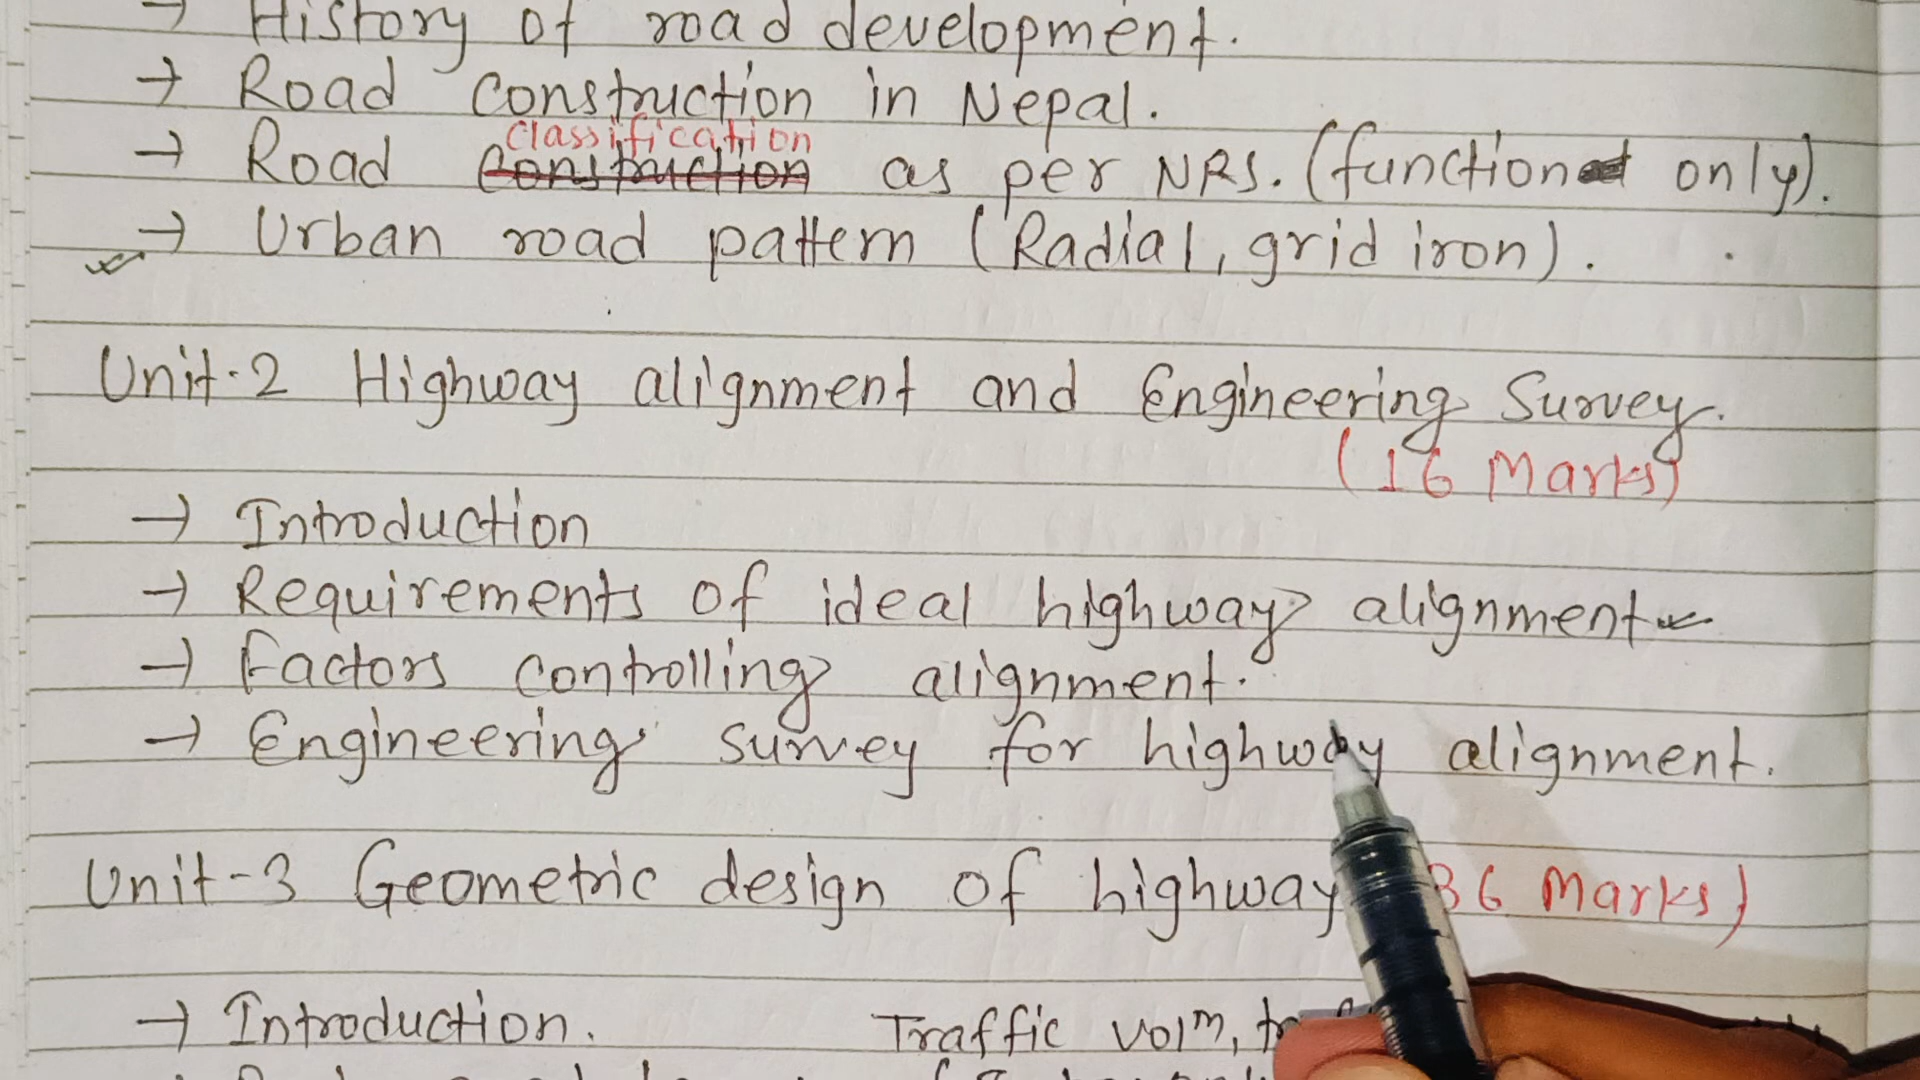 → History of road development.
→ Road construction in Nepal.
classification
→ Road construction as per NRS. (function only).
→ Urban road pattern (Radial, grid iron).
Unit-2 Highway alignment and Engineering Survey.
(16 Marks)
→ Introduction
→ Requirements of ideal highway alignment
→ Factors controlling alignment.
→ Engineering survey for highway alignment.
Unit-3 Geometric design of highway 36 Marks)
→ Introduction. Traffic volm,